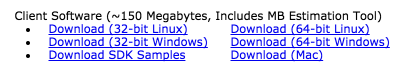 Client Software (~150 Megabytes, Includes MB Estimation Tool)
• Download (32-bit Linux) Download (64-bit Linux)
• Download (32-bit Windows) Download (64-bit Windows)
• Download SDK Samples Download (Mac)